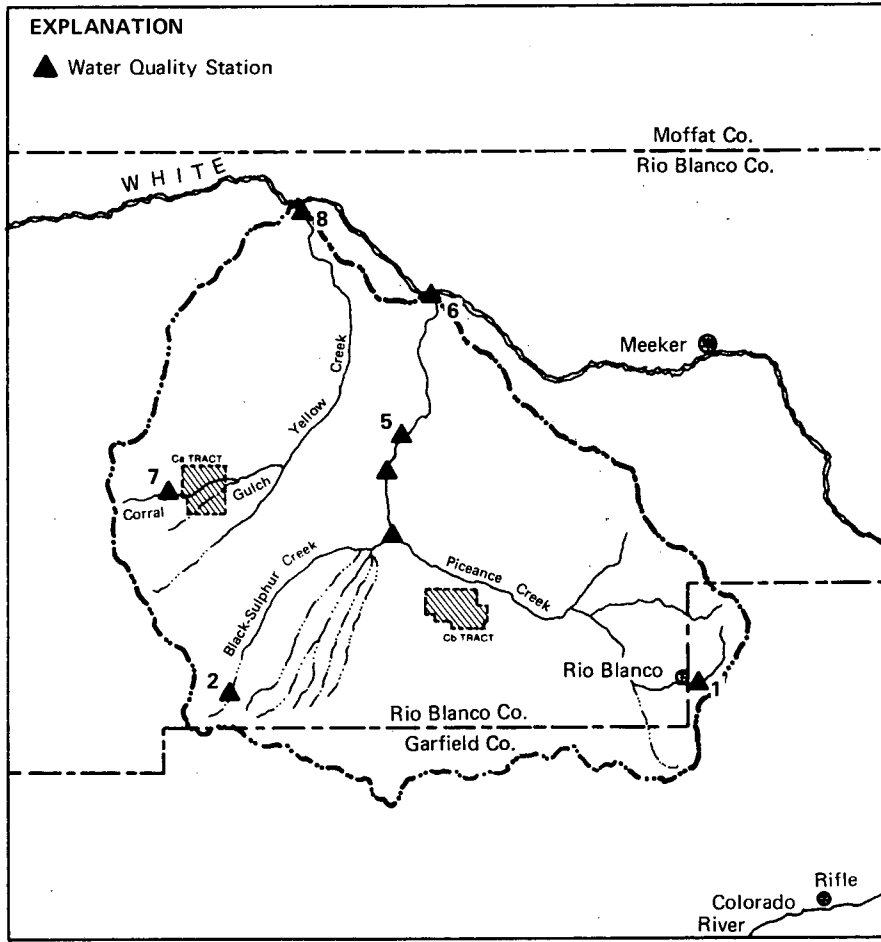 EXPLANATION
Water Quality Station
Moffat Co.
Rio Blanco Co.
WHITE
8
6
Meeker
Yellow Creek
5
Ca TRACT
7
Corral Gulch
Black-Sulphur Creek
Piceance Creek
Cb TRACT
Rio Blanco
2
1
Rio Blanco Co.
Garfield Co.
Rifle
Colorado
River